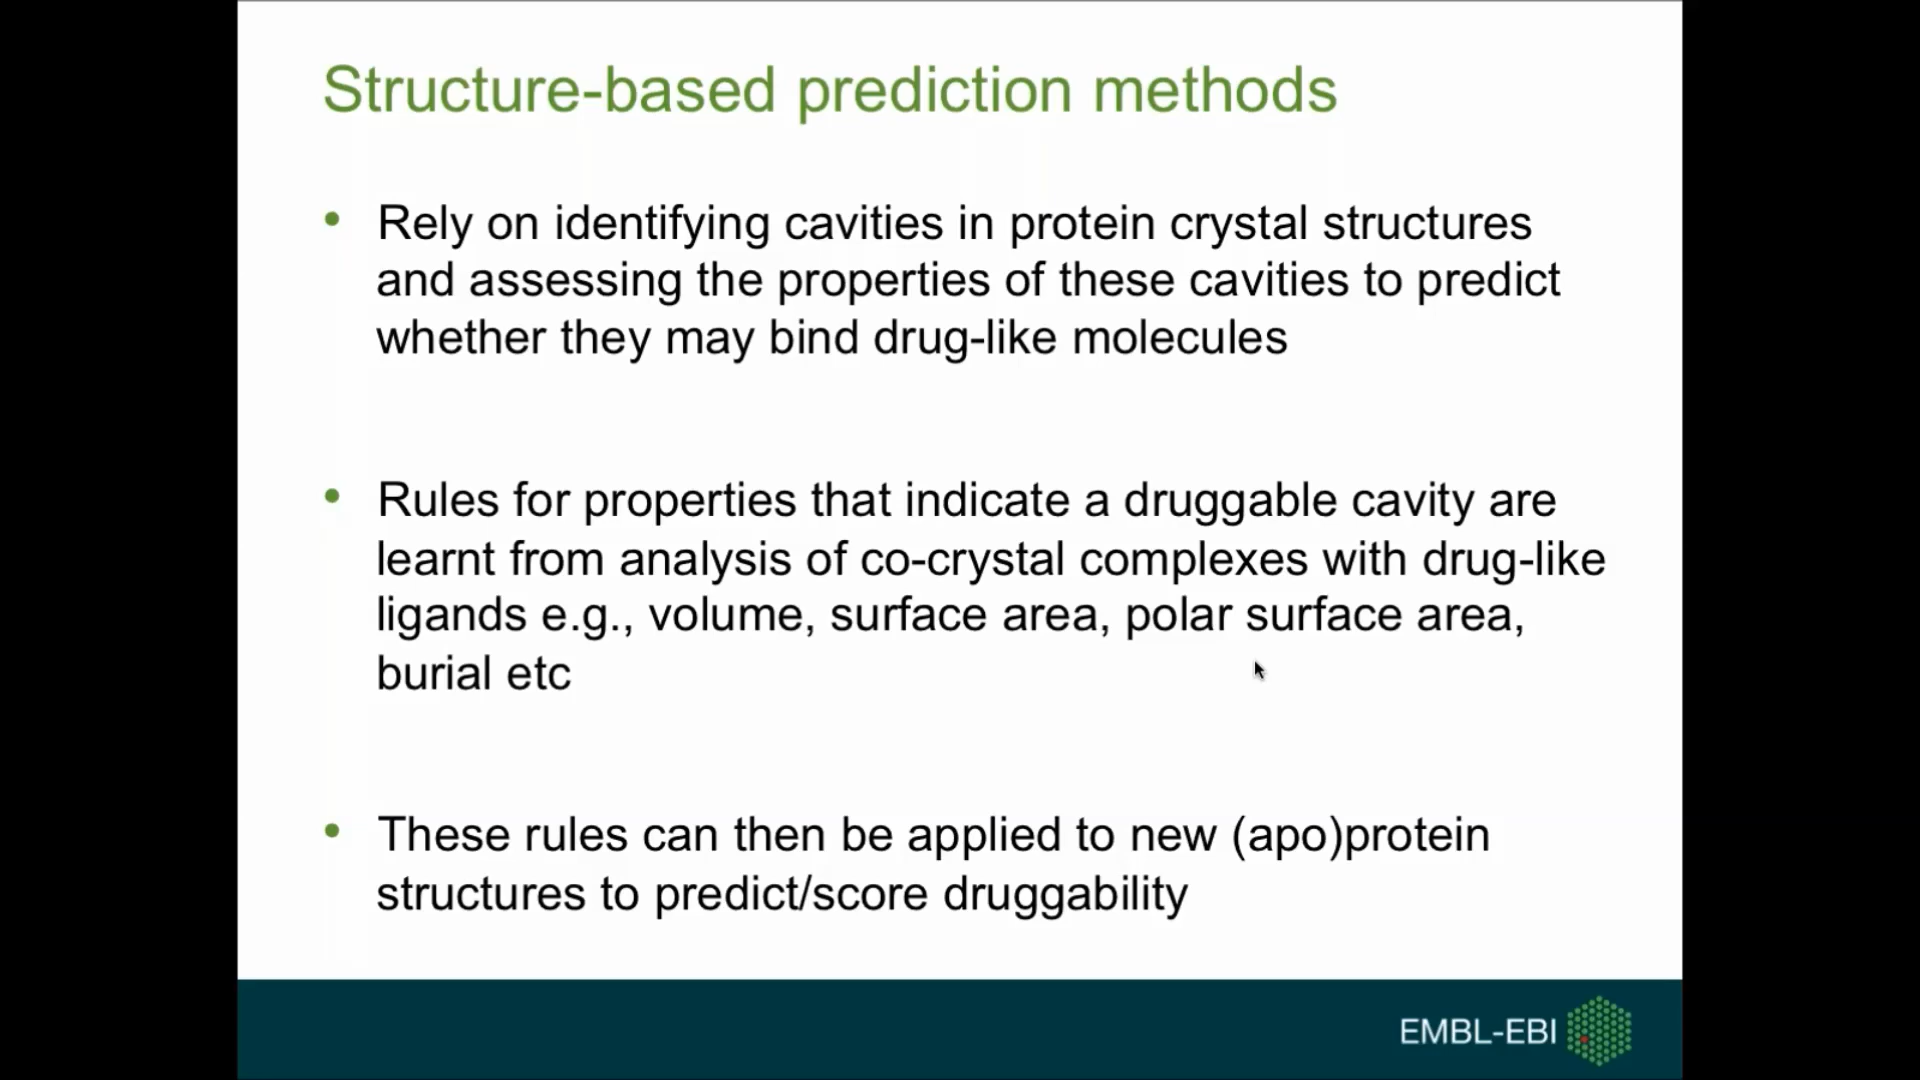 Structure-based prediction methods
• Rely on identifying cavities in protein crystal structures
and assessing the properties of these cavities to predict
whether they may bind drug-like molecules
• Rules for properties that indicate a druggable cavity are
learnt from analysis of co-crystal complexes with drug-like
ligands e.g., volume, surface area, polar surface area,
burial etc
• These rules can then be applied to new (apo)protein
structures to predict/score druggability
EMBL-EBI